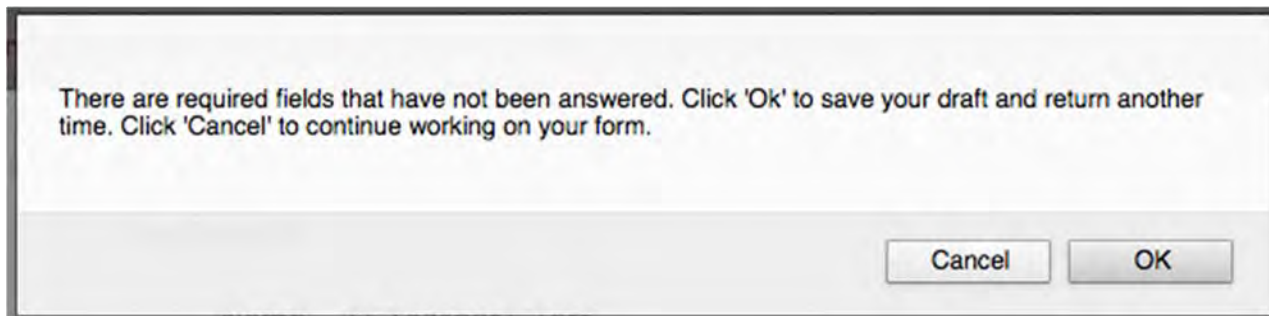 There are required fields that have not been answered. Click 'Ok' to save your draft and return another
time. Click 'Cancel' to continue working on your form.
Cancel OK